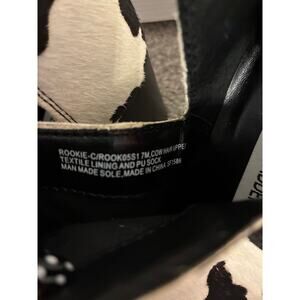 ROOKIE-C/ROOK05S1 7M, COW HAIR UPPER
TEXTILE LINING AND PU SOCK
MAN MADE SOLE, MADE IN CHINA